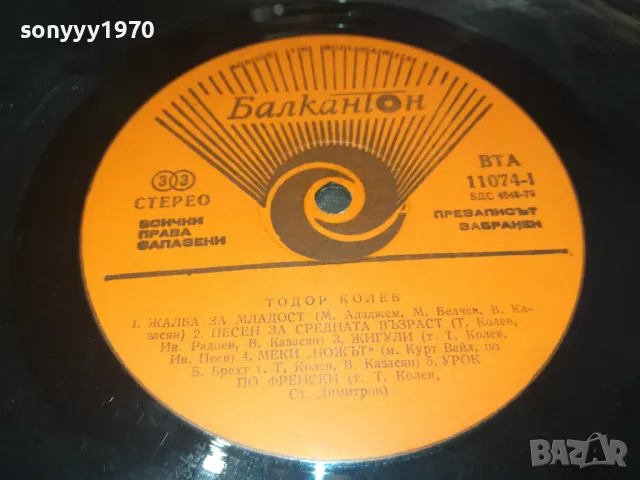 sonyyy1970
Балкантон
33
СТЕРЕО
ВСИЧКИ
ПРАВА
ЗАПАЗЕНИ
ВТА
11074-1
БДС 4848-79
ПРЕЗАПИСЪТ
ЗАБРАНЕН
ТОДОР КОЛЕВ
1. ЖАЛБА ЗА МЛАДОСТ (М. Аладжем, М. Белчев, В. Ка-
засян) 2. ПЕСЕН ЗА СРЕДНАТА ВЪЗРАСТ (Т. Колев,
Ив. Радоев, В. Казасян) 3. ЖИГУЛИ (т. Т. Колев,
Ив. Пеев) 4. МЕКИ „НОЖЪТ" (м. Курт Вайл, по
Б. Брехт т. Т. Колев, В. Казасян) 5. УРОК
ПО ФРЕНСКИ (т. Т. Колев,
Ст. Димитров)
BAZAR